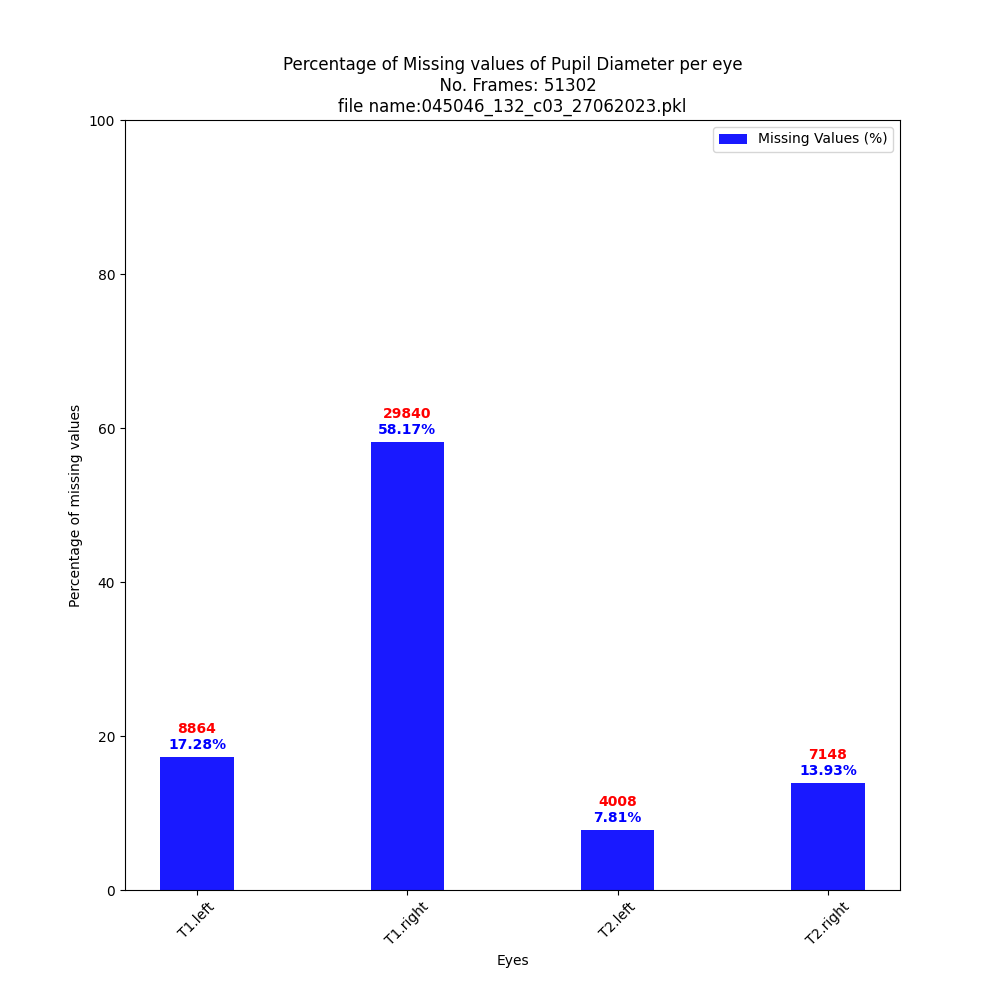 Percentage of Missing values of Pupil Diameter per eye
No. Frames: 51302
file name:045046_132_c03_27062023.pkl
Missing Values (%)
100
80
60
40
20
0
Percentage of missing values
8864
17.28%
29840
58.17%
4008
7.81%
7148
13.93%
T1.left
T1.right
T2.left
T2.right
Eyes